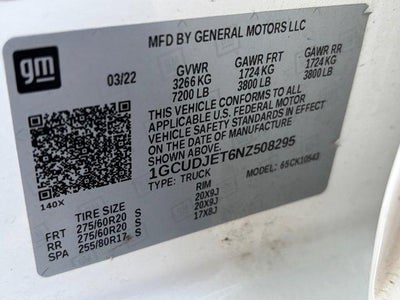 MFD BY GENERAL MOTORS LLC
gm
03/22
GVWR GAWR FRT GAWR RR
3266 KG 1724 KG 1724 KG
7200 LB 3800 LB 3800 LB
THIS VEHICLE CONFORMS TO ALL
APPLICABLE U.S. FEDERAL MOTOR
VEHICLE SAFETY STANDARDS IN EFFECT
ON THE DATE OF MANUFACTURE
1GCUDJET6NZ508295
TYPE: TRUCK MODEL:
140X
TIRE SIZE RIM
FRT 275/60R20 S 20X9J
RR 275/60R20 S 20X9J
SPA 255/80R17 S 17X8J